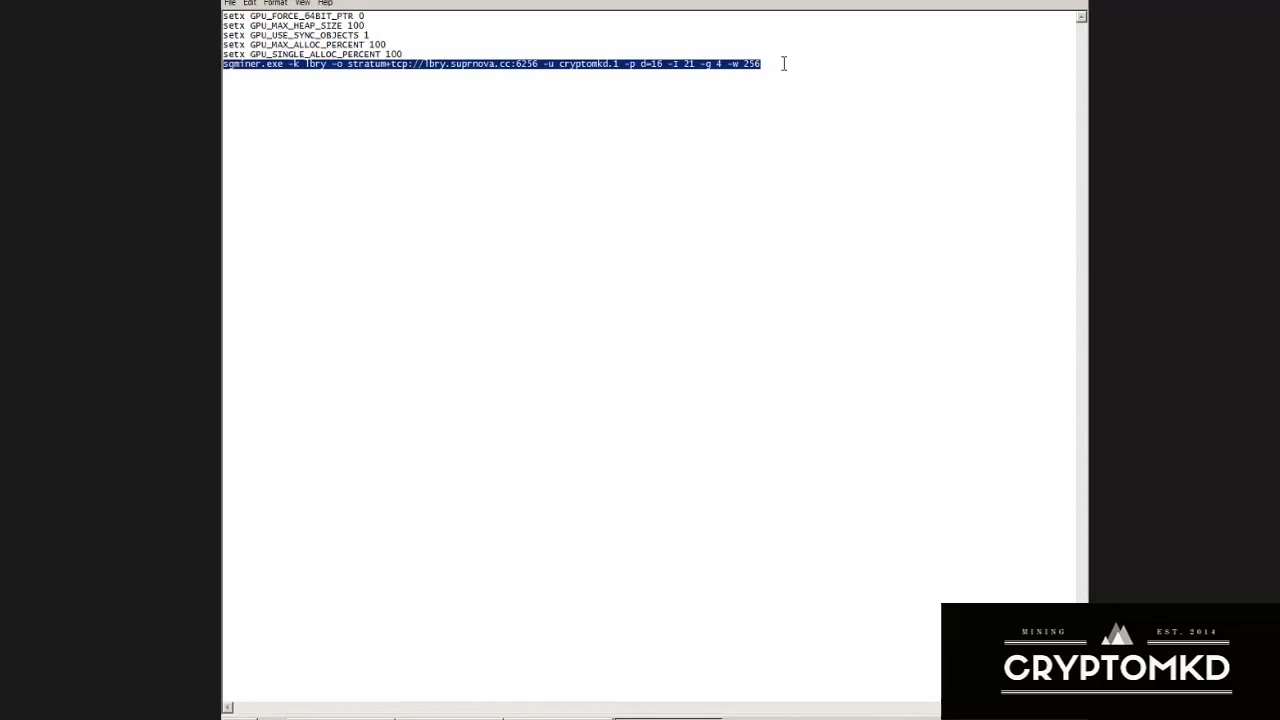 File Edit Format View Help
setx GPU_FORCE_64BIT_PTR 0
setx GPU_MAX_HEAP_SIZE 100
setx GPU_USE_SYNC_OBJECTS 1
setx GPU_MAX_ALLOC_PERCENT 100
setx GPU_SINGLE_ALLOC_PERCENT 100
sgminer.exe -k lbry -o stratum+tcp://lbry.suprnova.cc:6256 -u cryptomkd.1 -p d=16 -I 21 -g 4 -w 256
MINING EST. 2014
CRYPTOMKD